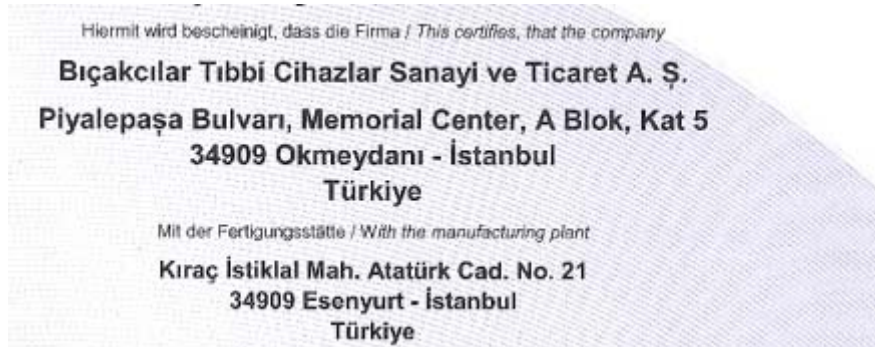 Hiermit wird bescheinigt, dass die Firma / This certifies, that the company
Bıçakcılar Tıbbi Cihazlar Sanayi ve Ticaret A. Ş.
Piyalepaşa Bulvarı, Memorial Center, A Blok, Kat 5
34909 Okmeydanı - İstanbul
Türkiye
Mit der Fertigungsstätte / With the manufacturing plant
Kıraç İstiklal Mah. Atatürk Cad. No. 21
34909 Esenyurt - İstanbul
Türkiye